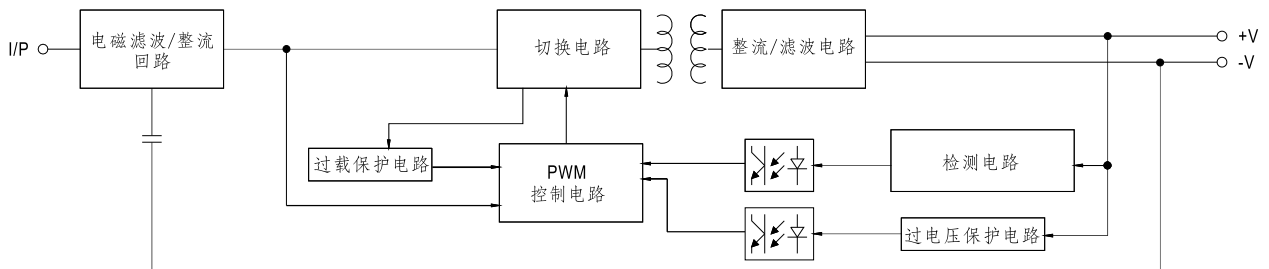 I/P
电磁滤波/整流
回路
切换电路
整流/滤波电路
+V
-V
过载保护电路
PWM
控制电路
检测电路
过电压保护电路